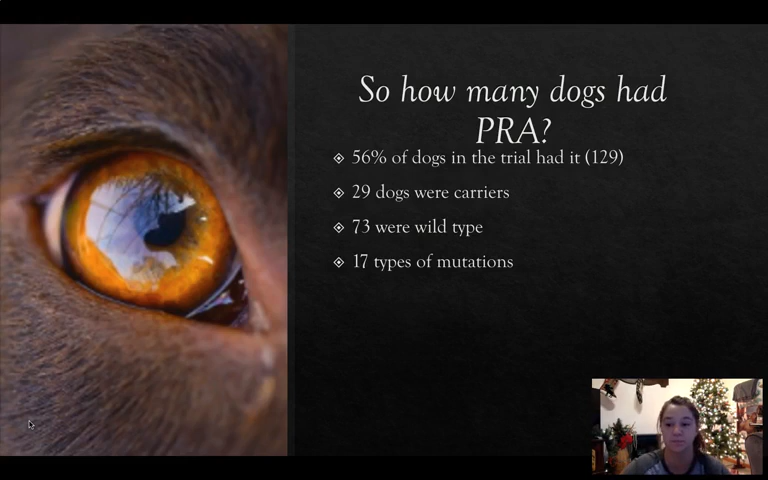 So how many dogs had
PRA?
56% of dogs in the trial had it (129)
29 dogs were carriers
73 were wild type
17 types of mutations